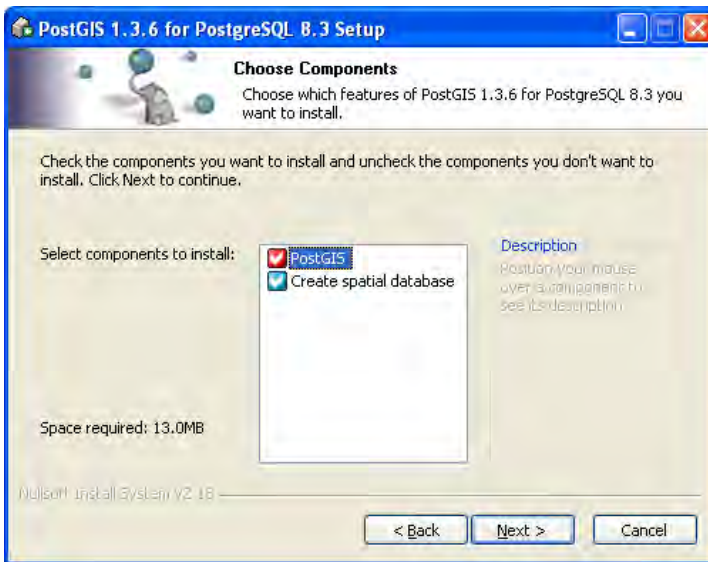 PostGIS 1.3.6 for PostgreSQL 8.3 Setup
Choose Components
Choose which features of PostGIS 1.3.6 for PostgreSQL 8.3 you
want to install.
Check the components you want to install and uncheck the components you don't want to
install. Click Next to continue.
Select components to install:
PostGIS
Create spatial database
Description
Position your mouse
over a component to
see its description
Space required: 13.0MB
Nullsoft Install System v2.18
< Back
Next >
Cancel